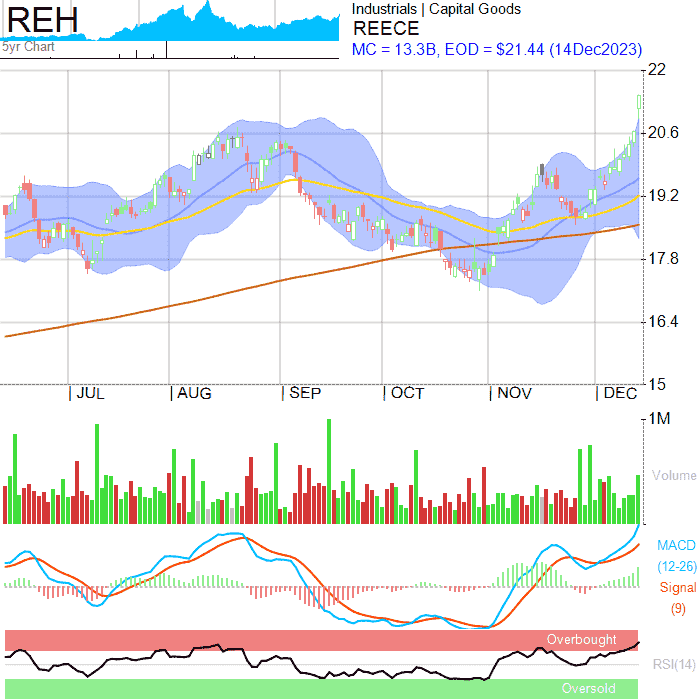 REH
5yr Chart
Industrials | Capital Goods
REECE
MC = 13.3B, EOD = $21.44 (14Dec2023)
22
20.6
19.2
17.8
16.4
15
JUL AUG SEP OCT NOV DEC
1M
Volume
MACD
(12-26)
Signal
(9)
Overbought
RSI(14)
Oversold